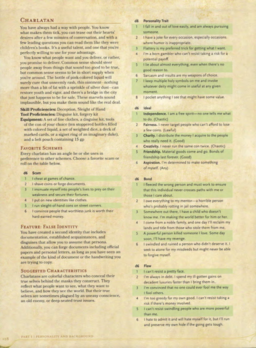 CHARLATAN
You have always had a way with people. You know
what makes them tick, you can tease out their hearts'
desires after a few minutes of conversation, and with a
few leading questions you can read them like they were
children's books. It's a useful talent, and one that you're
perfectly willing to use for your advantage.
You know what people want and you deliver, or rather,
you promise to deliver. Common sense should steer
people away from things that sound too good to be true,
but common sense seems to be in short supply when
you're around. The bottle of pink-colored liquid will
surely cure that unseemly rash, this ointment—nothing
more than a bit of fat with a sprinkle of silver dust—can
restore youth and vigor, and there's a bridge in the city
that just happens to be for sale. These marvels sound
implausible, but you make them sound like the real deal.
Skill Proficiencies: Deception, Sleight of Hand
Tool Proficiencies: Disguise kit, forgery kit
Equipment: A set of fine clothes, a disguise kit, tools
of the con of your choice (ten stoppered bottles filled
with colored liquid, a set of weighted dice, a deck of
marked cards, or a signet ring of an imaginary duke),
and a belt pouch containing 15 gp
FAVORITE SCHEMES
Every charlatan has an angle he or she uses in
preference to other schemes. Choose a favorite scam or
roll on the table below.
d6 Scam
1 I cheat at games of chance.
2 I shave coins or forge documents.
3 I insinuate myself into people's lives to prey on their
weakness and secure their fortunes.
4 I put on new identities like clothes.
5 I run sleight-of-hand cons on street corners.
6 I convince people that worthless junk is worth their
hard-earned money.
FEATURE: FALSE IDENTITY
You have created a second identity that includes
documentation, established acquaintances, and
disguises that allow you to assume that persona.
Additionally, you can forge documents including official
papers and personal letters, as long as you have seen an
example of the kind of document or the handwriting you
are trying to copy.
SUGGESTED CHARACTERISTICS
Charlatans are colorful characters who conceal their
true selves behind the masks they construct. They
reflect what people want to see, what they want to
believe, and how they see the world. But their true
selves are sometimes plagued by an uneasy conscience,
an old enemy, or deep-seated trust issues.
d8 Personality Trait
1 I fall in and out of love easily, and am always pursuing
someone.
2 I have a joke for every occasion, especially occasions
where humor is inappropriate.
3 Flattery is my preferred trick for getting what I want.
4 I'm a born gambler who can't resist taking a risk for a
potential payoff.
5 I lie about almost everything, even when there's no
good reason to.
6 Sarcasm and insults are my weapons of choice.
7 I keep multiple holy symbols on me and invoke
whatever deity might come in useful at any given
moment.
8 I pocket anything I see that might have some value.
d6 Ideal
1 Independence. I am a free spirit—no one tells me what
to do. (Chaotic)
2 Fairness. I never target people who can't afford to lose
a few coins. (Lawful)
3 Charity. I distribute the money I acquire to the people
who really need it. (Good)
4 Creativity. I never run the same con twice. (Chaotic)
5 Friendship. Material goods come and go. Bonds of
friendship last forever. (Good)
6 Aspiration. I'm determined to make something
of myself. (Any)
d6 Bond
1 I fleeced the wrong person and must work to ensure
that this individual never crosses paths with me or
those I care about.
2 I owe everything to my mentor—a horrible person
who's probably rotting in jail somewhere.
3 Somewhere out there, I have a child who doesn't
know me. I'm making the world better for him or her.
4 I come from a noble family, and one day I'll reclaim my
lands and title from those who stole them from me.
5 A powerful person killed someone I love. Some day
soon, I'll have my revenge.
6 I swindled and ruined a person who didn't deserve it. I
seek to atone for my misdeeds but might never be able
to forgive myself.
d6 Flaw
1 I can't resist a pretty face.
2 I'm always in debt. I spend my ill-gotten gains on
decadent luxuries faster than I bring them in.
3 I'm convinced that no one could ever fool me the way
I fool others.
4 I'm too greedy for my own good. I can't resist taking a
risk if there's money involved.
5 I can't resist swindling people who are more powerful
than me.
6 I hate to admit it and will hate myself for it, but I'll run
and preserve my own hide if the going gets tough.